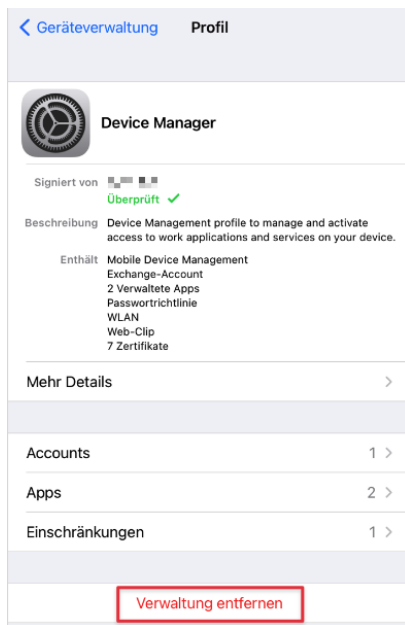 Geräteverwaltung Profil
Device Manager
Signiert von
Überprüft
Beschreibung Device Management profile to manage and activate
access to work applications and services on your device.
Enthält Mobile Device Management
Exchange-Account
2 Verwaltete Apps
Passwortrichtlinie
WLAN
Web-Clip
7 Zertifikate
Mehr Details
Accounts 1
Apps 2
Einschränkungen 1
Verwaltung entfernen